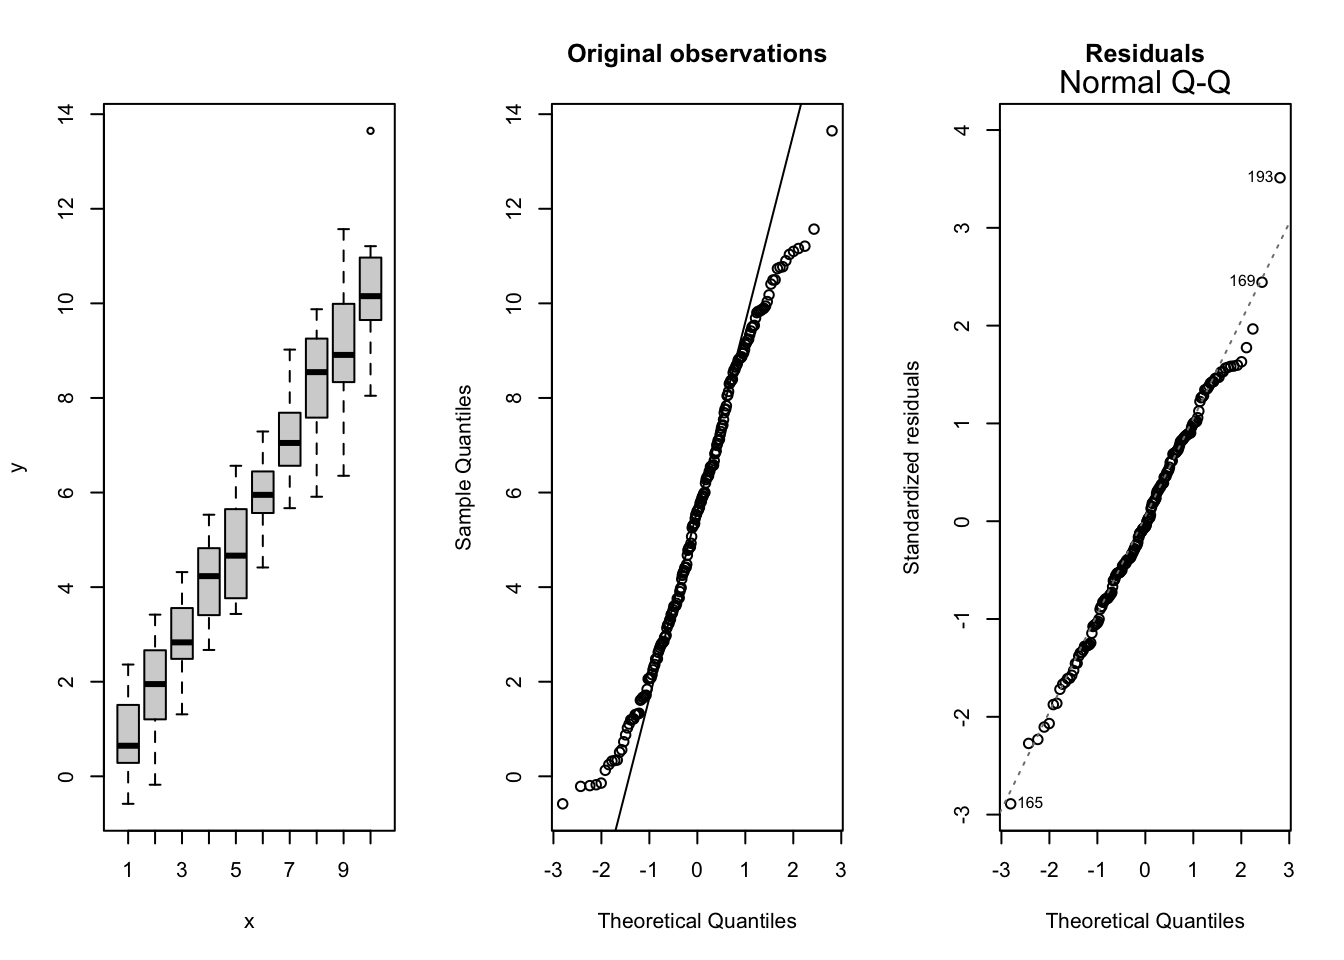 y
14
12
10
8
6
4
2
0
1 3 5 7 9
x
Original observations
Sample Quantiles
14
12
10
8
6
4
2
0
-3 -2 -1 0 1 2 3
Theoretical Quantiles
Residuals
Normal Q-Q
Standardized residuals
4
3
2
1
0
-1
-2
-3
193
169
165
-3 -2 -1 0 1 2 3
Theoretical Quantiles